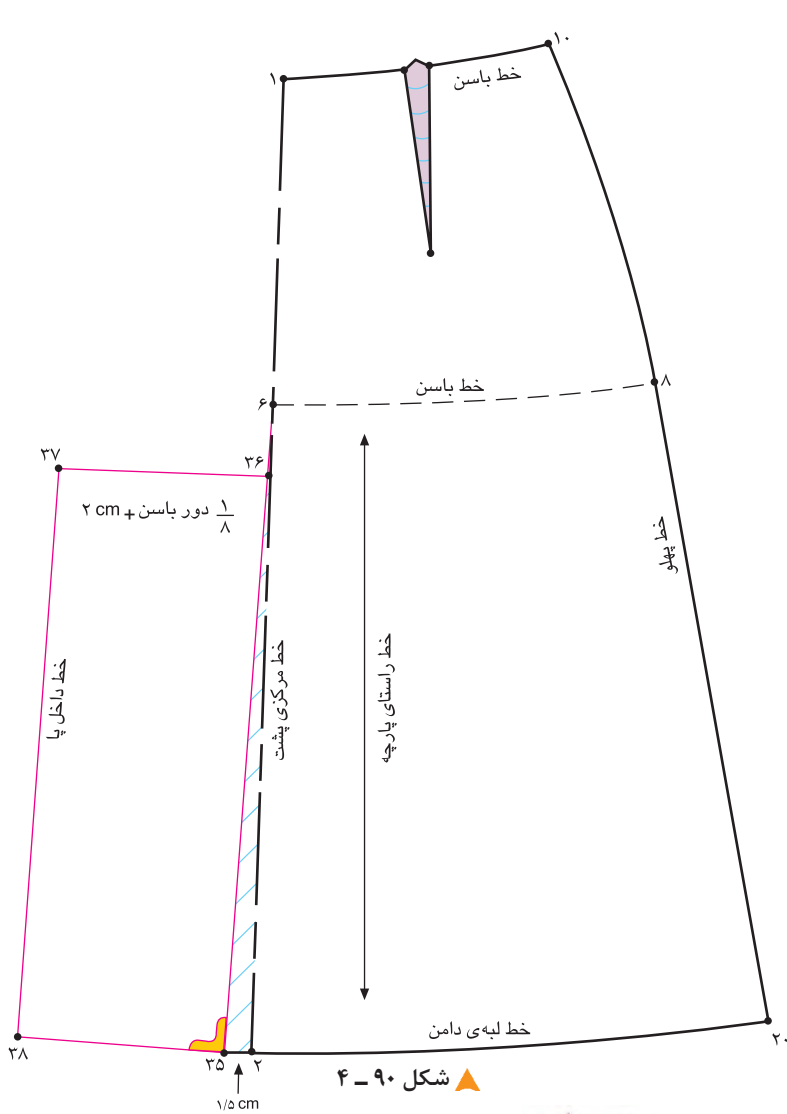 ۱۰
۱
خط باسن
خط باسن
۸
۶
۳۷
۳۶
۱/۸ دور باسن + ۲ cm
خط پهلو
خط داخل پا
خط مرکزی پشت
خط راستای پارچه
خط لبه‌ی دامن
۲۰
۳۸
۳۵
۲
شکل ۹۰ ــ ۴
۱/۵ cm